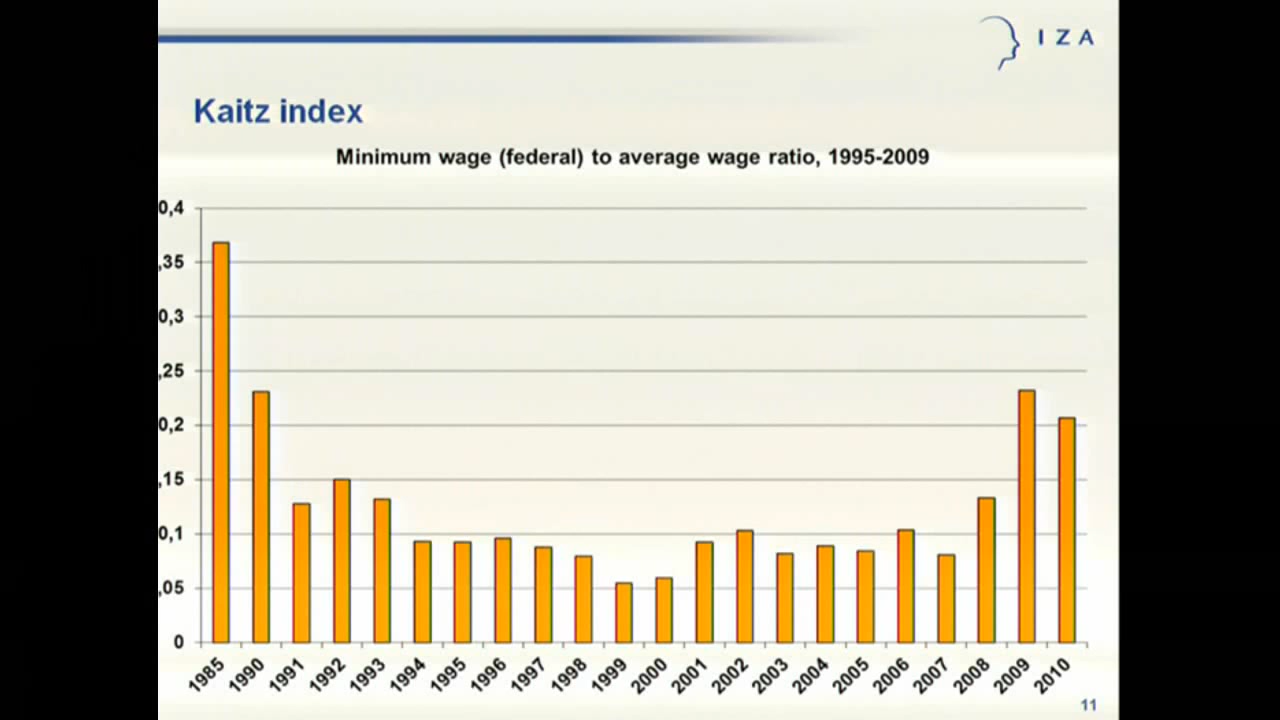 I Z A
Kaitz index
Minimum wage (federal) to average wage ratio, 1995-2009
0,4
,35
0,3
,25
0,2
,15
0,1
,05
0
1985 1990 1991 1992 1993 1994 1995 1996 1997 1998 1999 2000 2001 2002 2003 2004 2005 2006 2007 2008 2009 2010
11